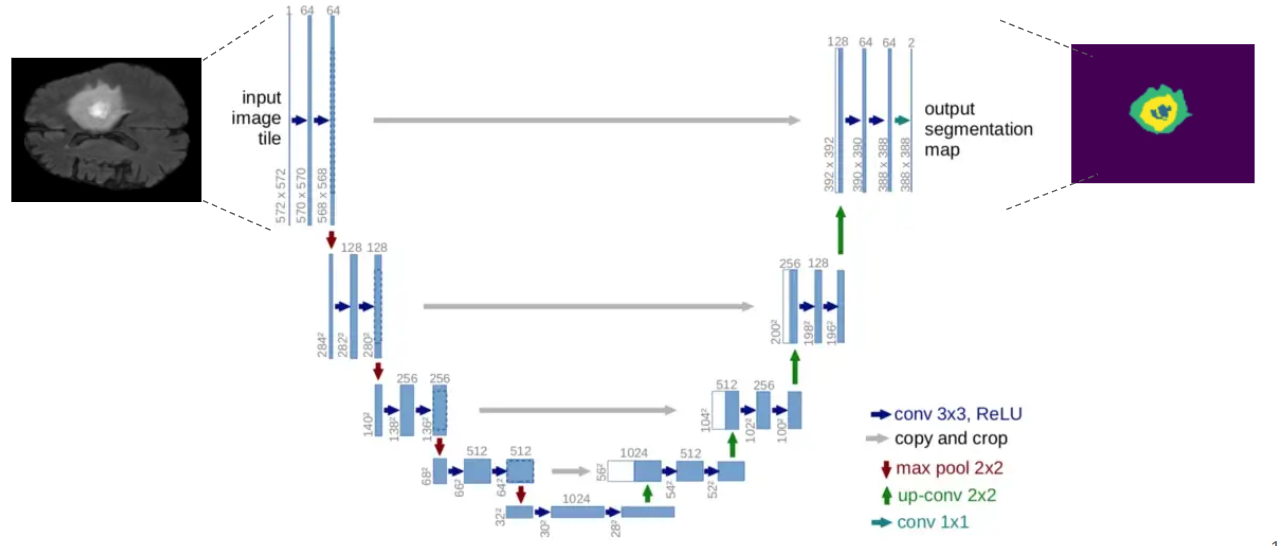 1 64 64
128 64 64 2
input
image
tile
output
segmentation
map
572 x 572
570 x 570
568 x 568
392 x 392
390 x 390
388 x 388
388 x 388
128 128
256 128
284²
282²
280²
200²
198²
196²
256 256
512 256
140²
138²
136²
104²
102²
100²
512 512
1024 512
68²
66²
64²
56²
54²
52²
1024
32²
30²
28²
conv 3x3, ReLU
copy and crop
max pool 2x2
up-conv 2x2
conv 1x1